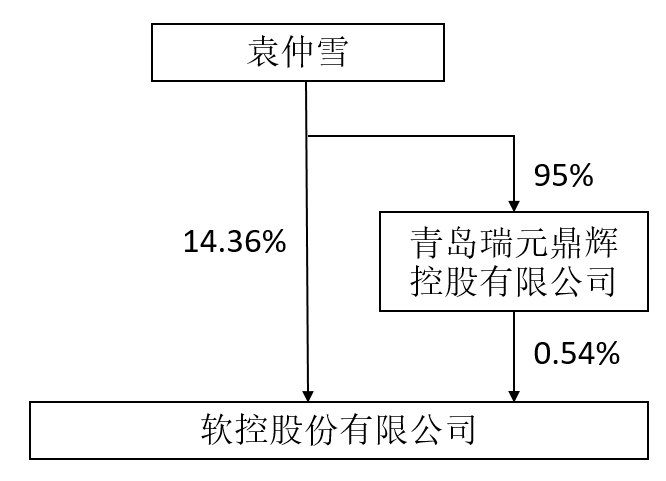 袁仲雪
95%
14.36%
青岛瑞元鼎辉
控股有限公司
0.54%
软控股份有限公司